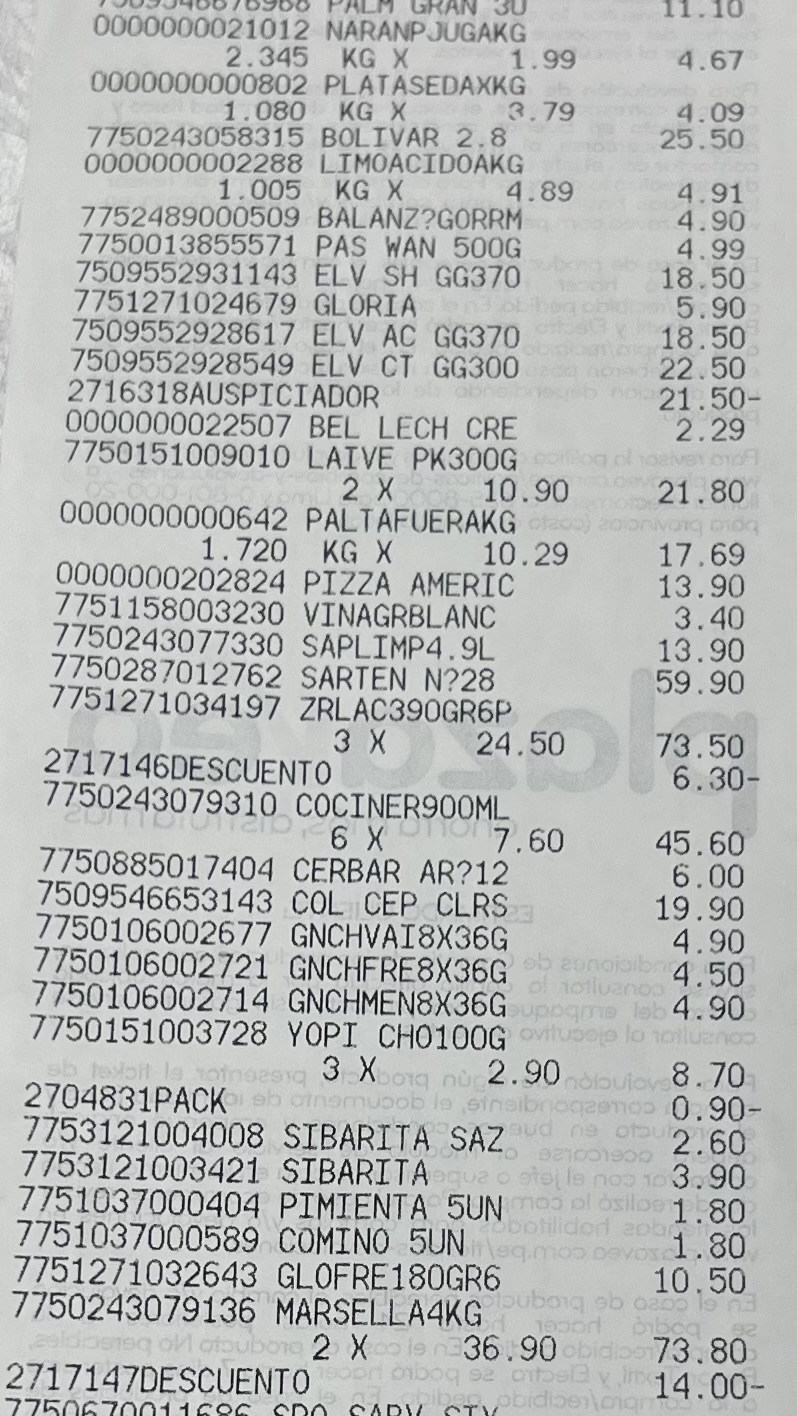 7509546676968 PALM GRAN 3U 11.10
0000000021012 NARANPJUGAKG
2.345 KG X 1.99 4.67
0000000000802 PLATASEDAXKG
1.080 KG X 3.79 4.09
7750243058315 BOLIVAR 2.8 25.50
0000000002288 LIMOACIDOAKG
1.005 KG X 4.89 4.91
7752489000509 BALANZ?GORRM 4.90
7750013855571 PAS WAN 500G 4.99
7509552931143 ELV SH GG370 18.50
7751271024679 GLORIA 5.90
7509552928617 ELV AC GG370 18.50
7509552928549 ELV CT GG300 22.50
2716318AUSPICIADOR 21.50-
0000000022507 BEL LECH CRE 2.29
7750151009010 LAIVE PK300G
2 X 10.90 21.80
0000000000642 PALTAFUERAKG
1.720 KG X 10.29 17.69
0000000202824 PIZZA AMERIC 13.90
7751158003230 VINAGRBLANC 3.40
7750243077330 SAPLIMP4.9L 13.90
7750287012762 SARTEN N?28 59.90
7751271034197 ZRLAC390GR6P
3 X 24.50 73.50
2717146DESCUENTO 6.30-
7750243079310 COCINER900ML
6 X 7.60 45.60
7750885017404 CERBAR AR?12 6.00
7509546653143 COL CEP CLRS 19.90
7750106002677 GNCHVAI8X36G 4.90
7750106002721 GNCHFRE8X36G 4.50
7750106002714 GNCHMEN8X36G 4.90
7750151003728 YOPI CHO100G
3 X 2.90 8.70
2704831PACK 0.90-
7753121004008 SIBARITA SAZ 2.60
7753121003421 SIBARITA 3.90
7751037000404 PIMIENTA 5UN 1.80
7751037000589 COMINO 5UN 1.80
7751271032643 GLOFRE180GR6 10.50
7750243079136 MARSELLA4KG
2 X 36.90 73.80
2717147DESCUENTO 14.00-